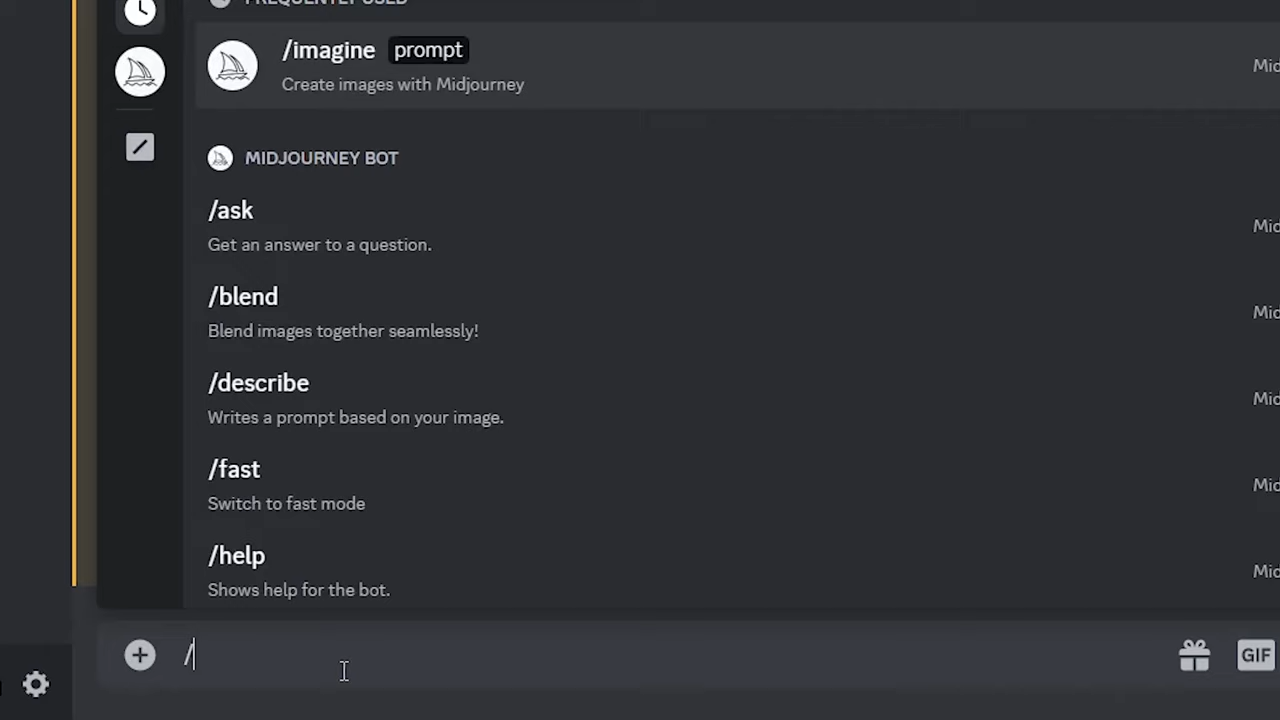 FREQUENTLY USED
/imagine prompt
Create images with Midjourney
Mid
MIDJOURNEY BOT
/ask
Get an answer to a question.
Mid
/blend
Blend images together seamlessly!
Mid
/describe
Writes a prompt based on your image.
Mid
/fast
Switch to fast mode
Mid
/help
Shows help for the bot.
Mid
/
GIF